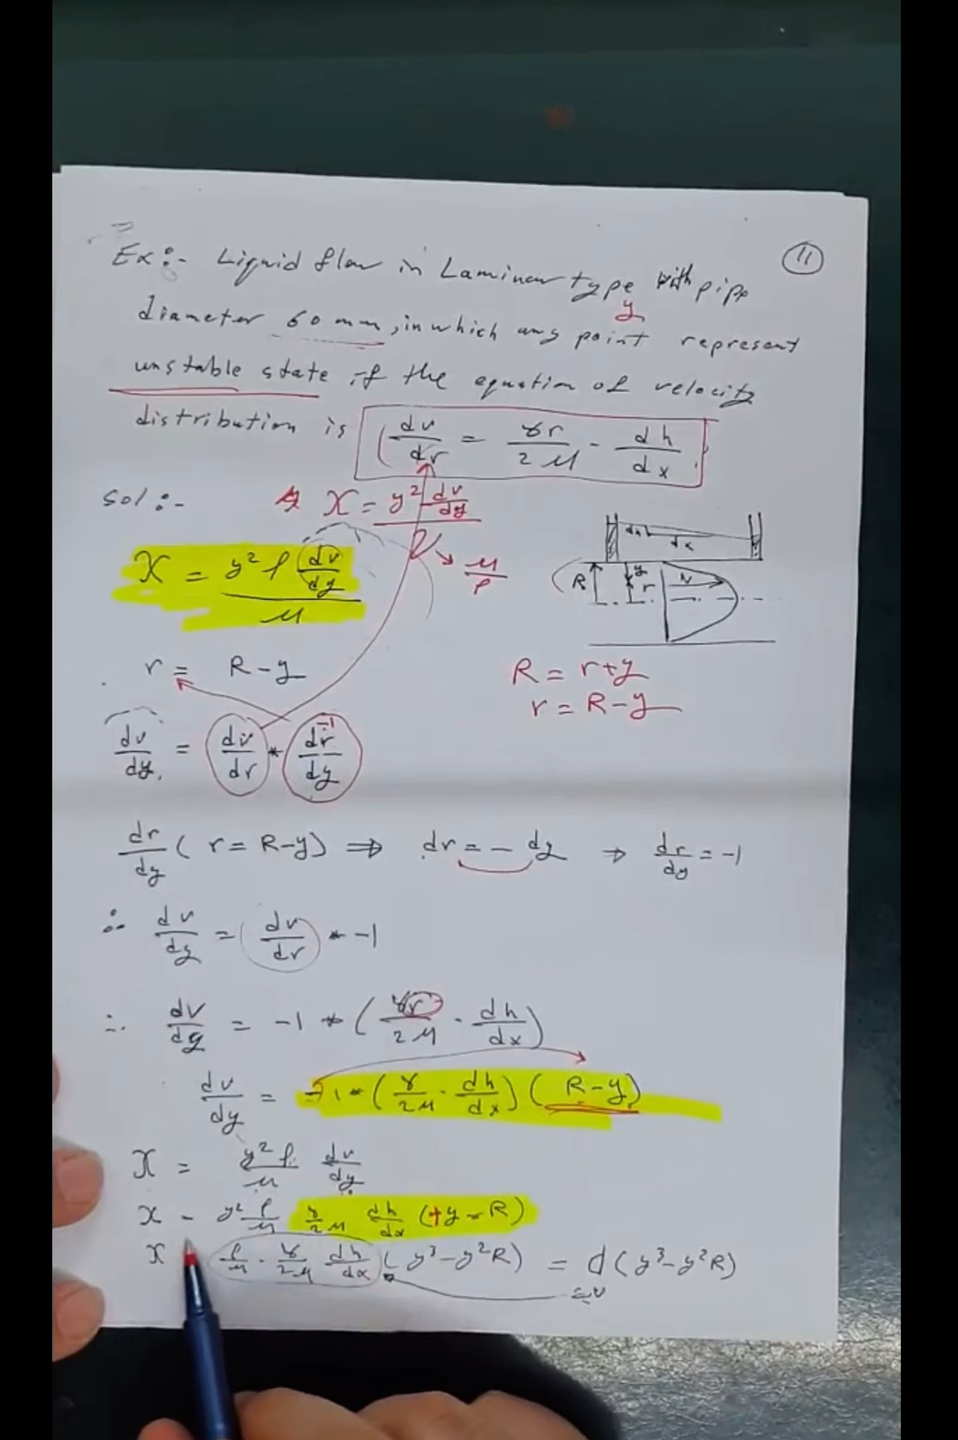 11
Ex:- Liquid flow in Laminar type with pipe
y
diameter 60 mm, in which any point represent
unstable state if the equation of velocity
distribution is dv/dr = γr/2μ - dh/dx
Sol:- X = y² dv/dy / ν → μ/ρ
X = y² ρ (dv/dy) / μ
dh
dx
R y r v
r = R-y
R = r+y
r = R-y
dv/dy = dv/dr * dr/dy -1
dr/dy (r = R-y) ⇒ dr = - dy ⇒ dr/dy = -1
∴ dv/dy = dv/dr * -1
∴ dv/dy = -1 * (γr/2μ · dh/dx)
dv/dy = -1 * (γ/2μ · dh/dx) (R-y)
X = y² ρ/μ dv/dy
X = y² ρ/μ γ/2μ dh/dx (+y - R)
X ρ/μ · γ/2μ dh/dx (y³-y²R) = d(y³-y²R)